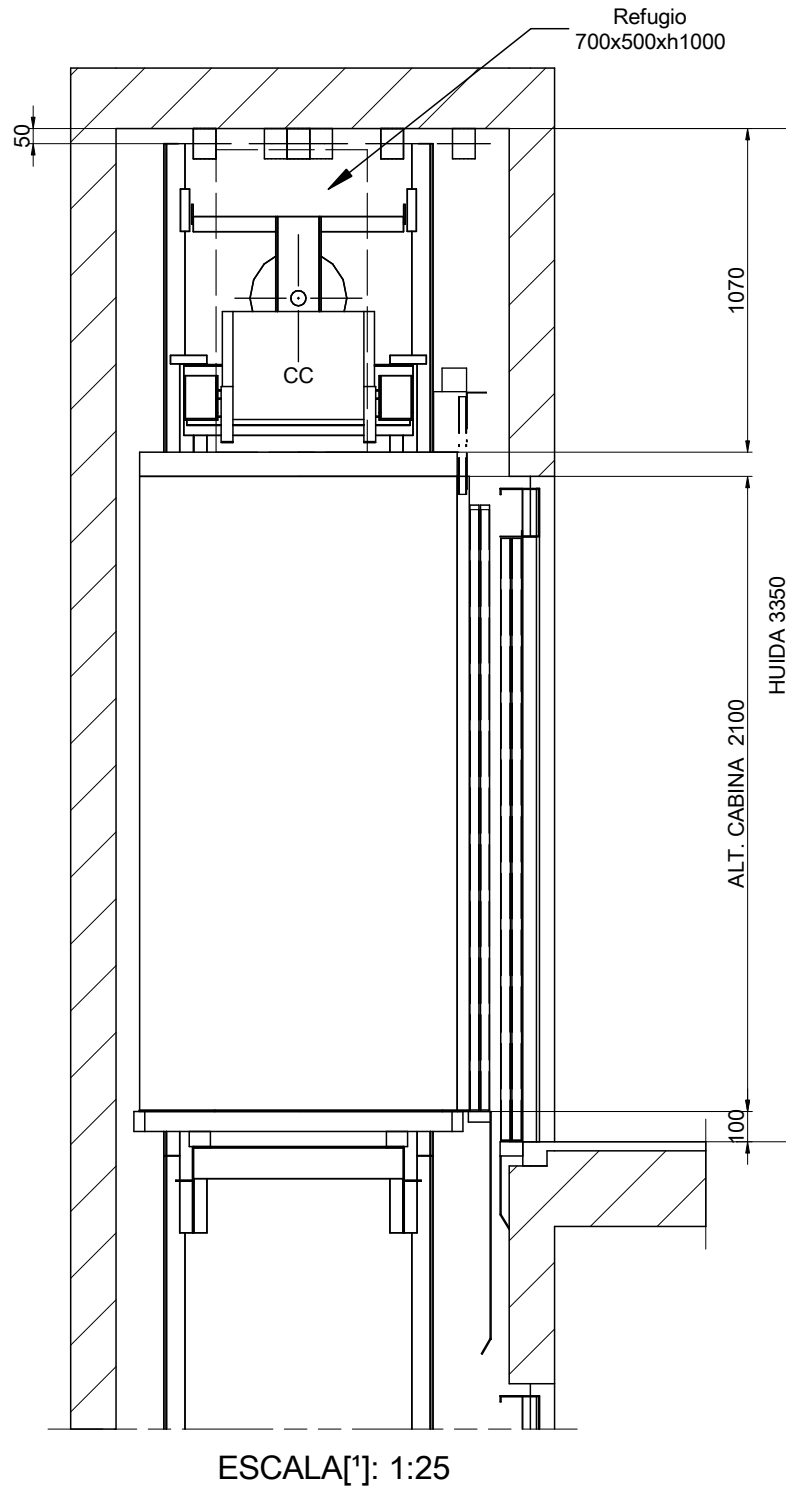 Refugio
700x500xh1000
50
1070
CC
HUIDA 3350
ALT. CABINA 2100
100
ESCALA[¹]: 1:25